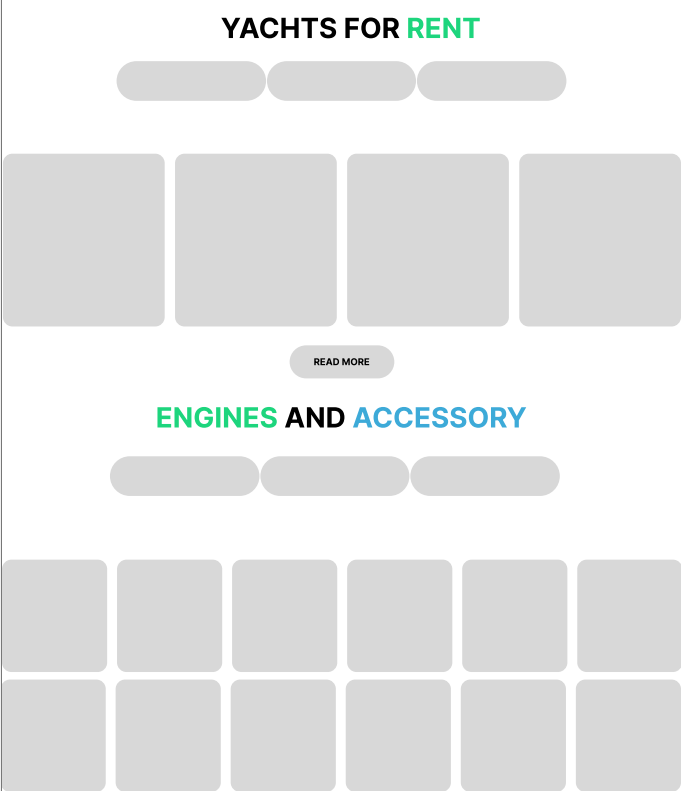 YACHTS FOR RENT
READ MORE
ENGINES AND ACCESSORY